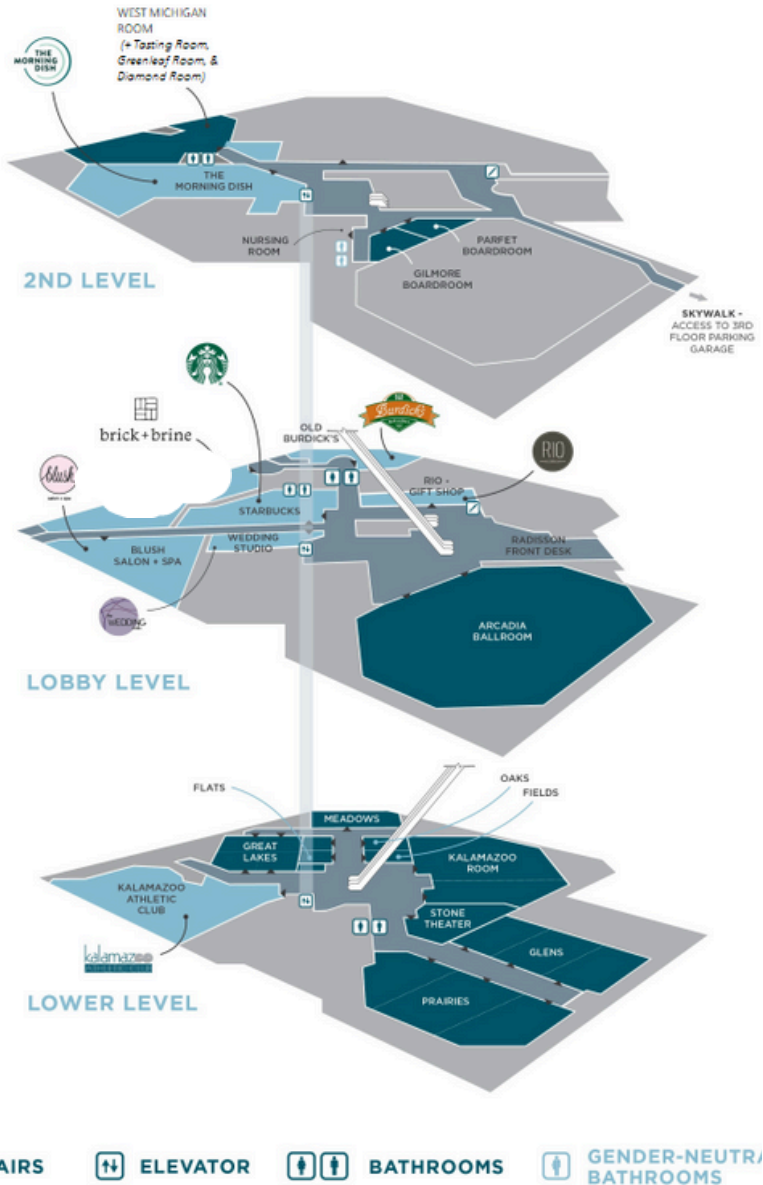 WEST MICHIGAN
ROOM
(+ Tasting Room,
Greenleaf Room, &
Diamond Room)
THE
MORNING
DISH
THE
MORNING DISH
NURSING
ROOM
PARFET
BOARDROOM
GILMORE
BOARDROOM
2ND LEVEL
SKYWALK -
ACCESS TO 3RD
FLOOR PARKING
GARAGE
brick+brine
OLD
BURDICK'S
Burdick's
RIO
blush
RIO -
GIFT SHOP
STARBUCKS
WEDDING
STUDIO
BLUSH
SALON + SPA
RADISSON
FRONT DESK
WEDDING
ARCADIA
BALLROOM
LOBBY LEVEL
FLATS
OAKS
FIELDS
MEADOWS
GREAT
LAKES
KALAMAZOO
ROOM
KALAMAZOO
ATHLETIC
CLUB
STONE
THEATER
GLENS
kalamazoo
ATHLETIC CLUB
PRAIRIES
LOWER LEVEL
AIRS
ELEVATOR
BATHROOMS
GENDER-NEUTRA
BATHROOMS